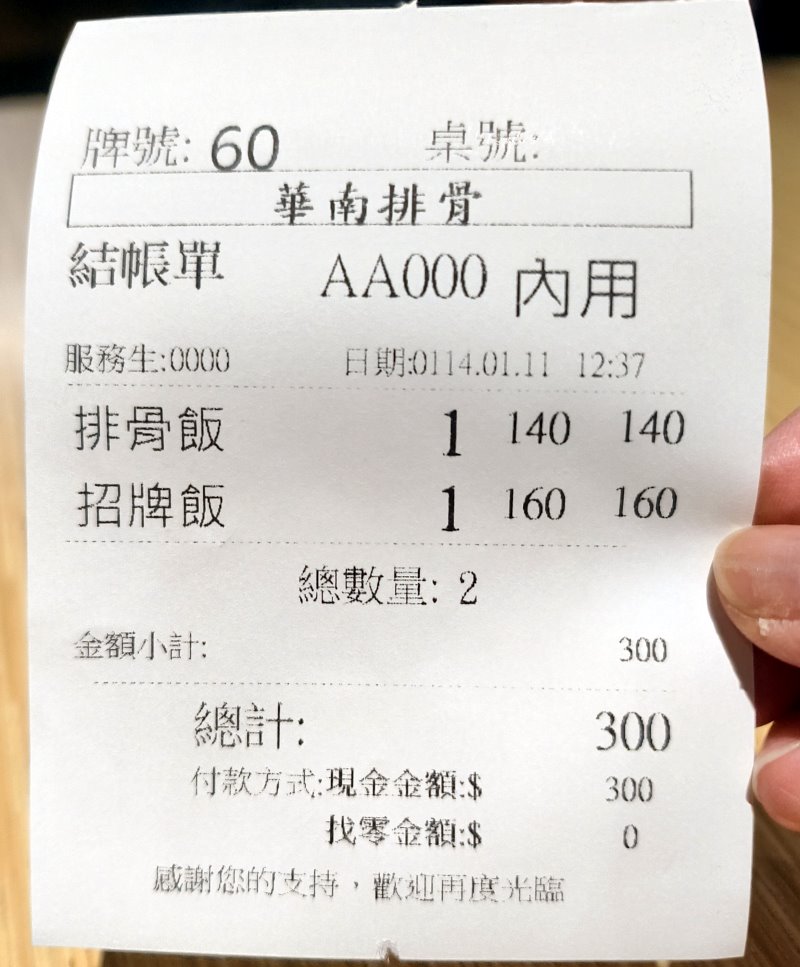 牌號: 60 桌號:
華南排骨
結帳單 AA000 內用
服務生:0000 日期:0114.01.11 12:37
排骨飯 1 140 140
招牌飯 1 160 160
總數量: 2
金額小計: 300
總計: 300
付款方式:現金金額:$ 300
找零金額:$ 0
感謝您的支持，歡迎再度光臨